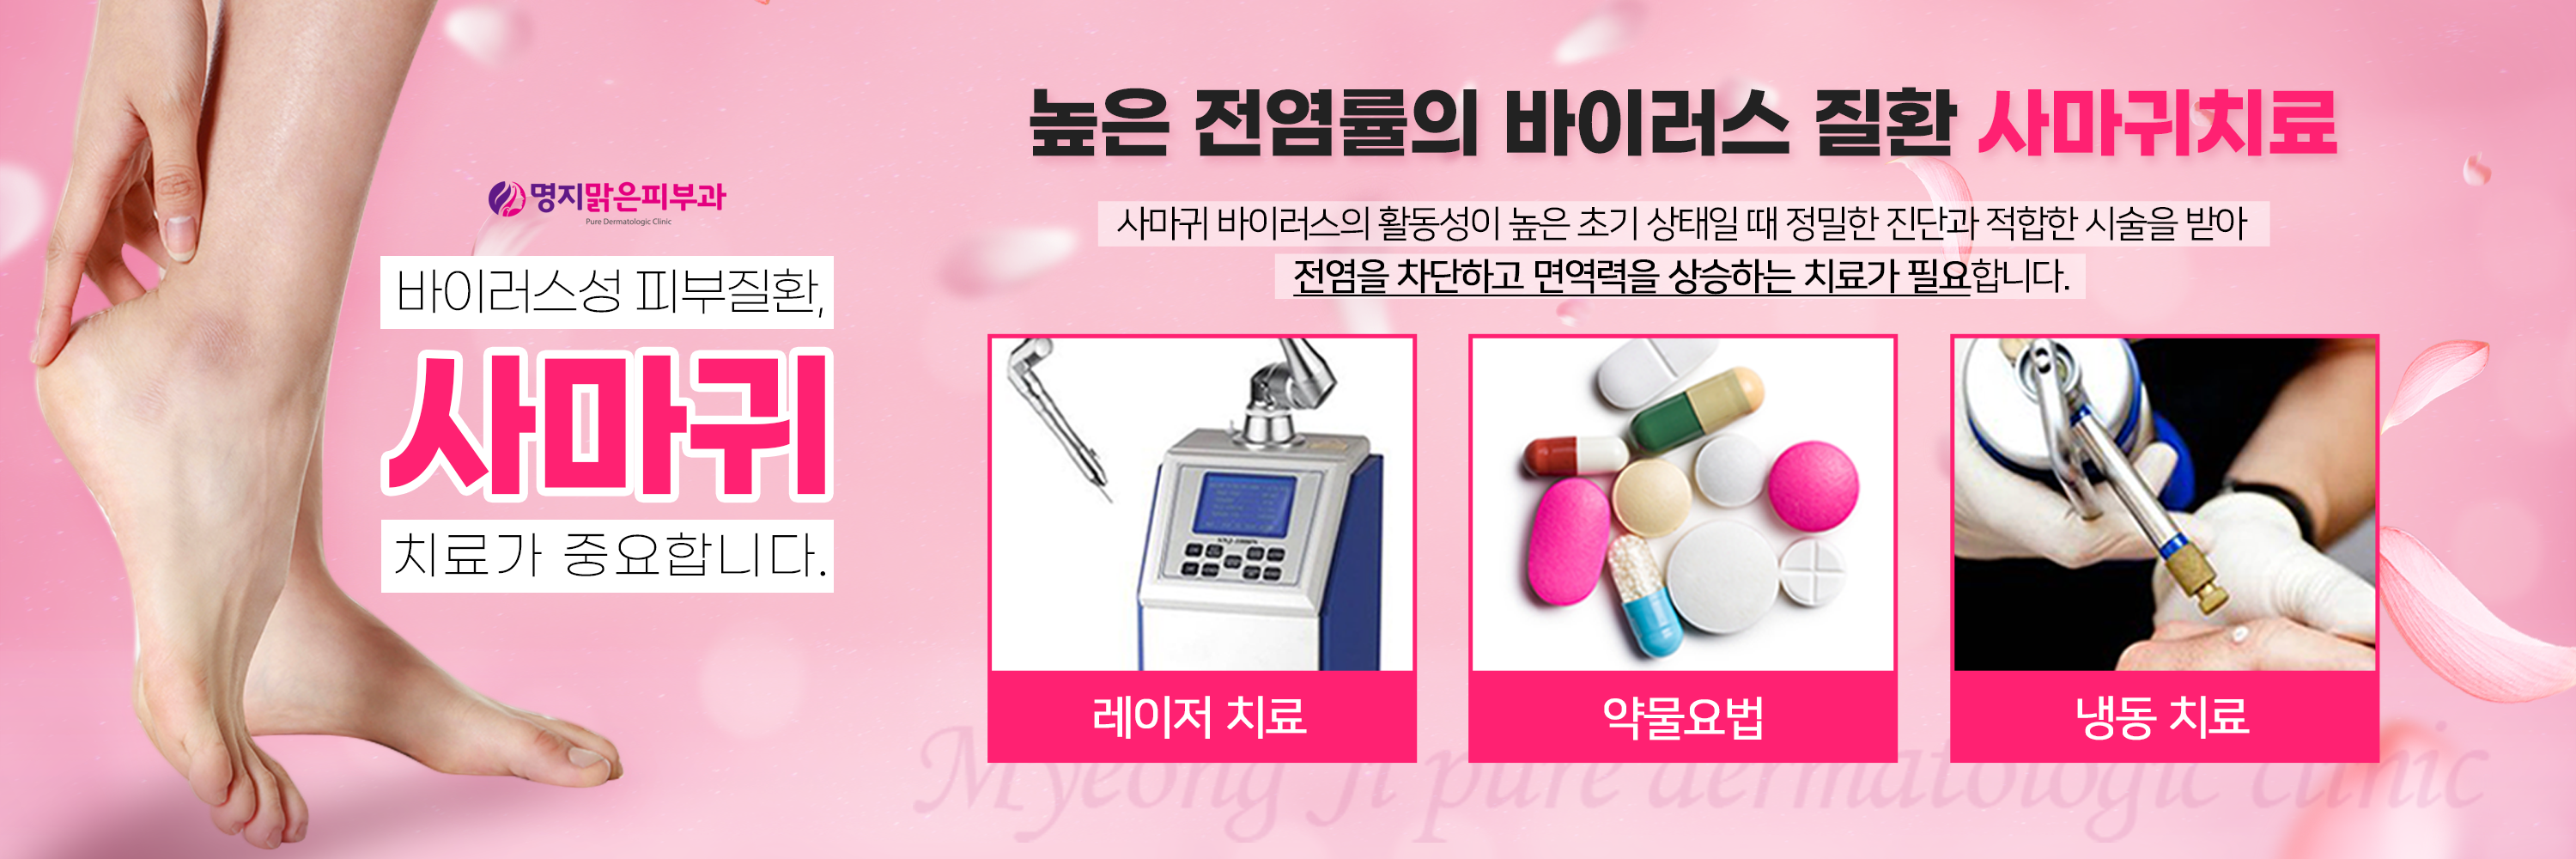 명지맑은피부과
Pure Dermatologic Clinic
바이러스성 피부질환,
사마귀
치료가 중요합니다.
높은 전염률의 바이러스 질환 사마귀치료
사마귀 바이러스의 활동성이 높은 초기 상태일 때 정밀한 진단과 적합한 시술을 받아
전염을 차단하고 면역력을 상승하는 치료가 필요합니다.
레이저 치료
약물요법
냉동 치료
Myeong Ji pure dermatologic clinic